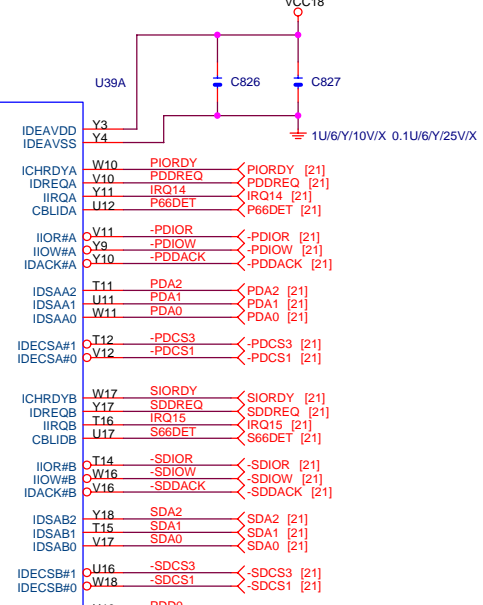 VCC18
U39A
C826
C827
1U/6/Y/10V/X 0.1U/6/Y/25V/X
IDEAVDD Y3
IDEAVSS Y4
ICHRDYA W10 PIORDY PIORDY [21]
IDREQA V10 PDDREQ PDDREQ [21]
IIRQA Y11 IRQ14 IRQ14 [21]
CBLIDA U12 P66DET P66DET [21]
IIOR#A V11 -PDIOR -PDIOR [21]
IIOW#A Y9 -PDIOW -PDIOW [21]
IDACK#A Y10 -PDDACK -PDDACK [21]
IDSAA2 T11 PDA2 PDA2 [21]
IDSAA1 U11 PDA1 PDA1 [21]
IDSAA0 W11 PDA0 PDA0 [21]
IDECSA#1 T12 -PDCS3 -PDCS3 [21]
IDECSA#0 V12 -PDCS1 -PDCS1 [21]
ICHRDYB W17 SIORDY SIORDY [21]
IDREQB Y17 SDDREQ SDDREQ [21]
IIRQB T16 IRQ15 IRQ15 [21]
CBLIDB U17 S66DET S66DET [21]
IIOR#B T14 -SDIOR -SDIOR [21]
IIOW#B W16 -SDIOW -SDIOW [21]
IDACK#B V16 -SDDACK -SDDACK [21]
IDSAB2 Y18 SDA2 SDA2 [21]
IDSAB1 T15 SDA1 SDA1 [21]
IDSAB0 V17 SDA0 SDA0 [21]
IDECSB#1 U16 -SDCS3 -SDCS3 [21]
IDECSB#0 W18 -SDCS1 -SDCS1 [21]
PDD0